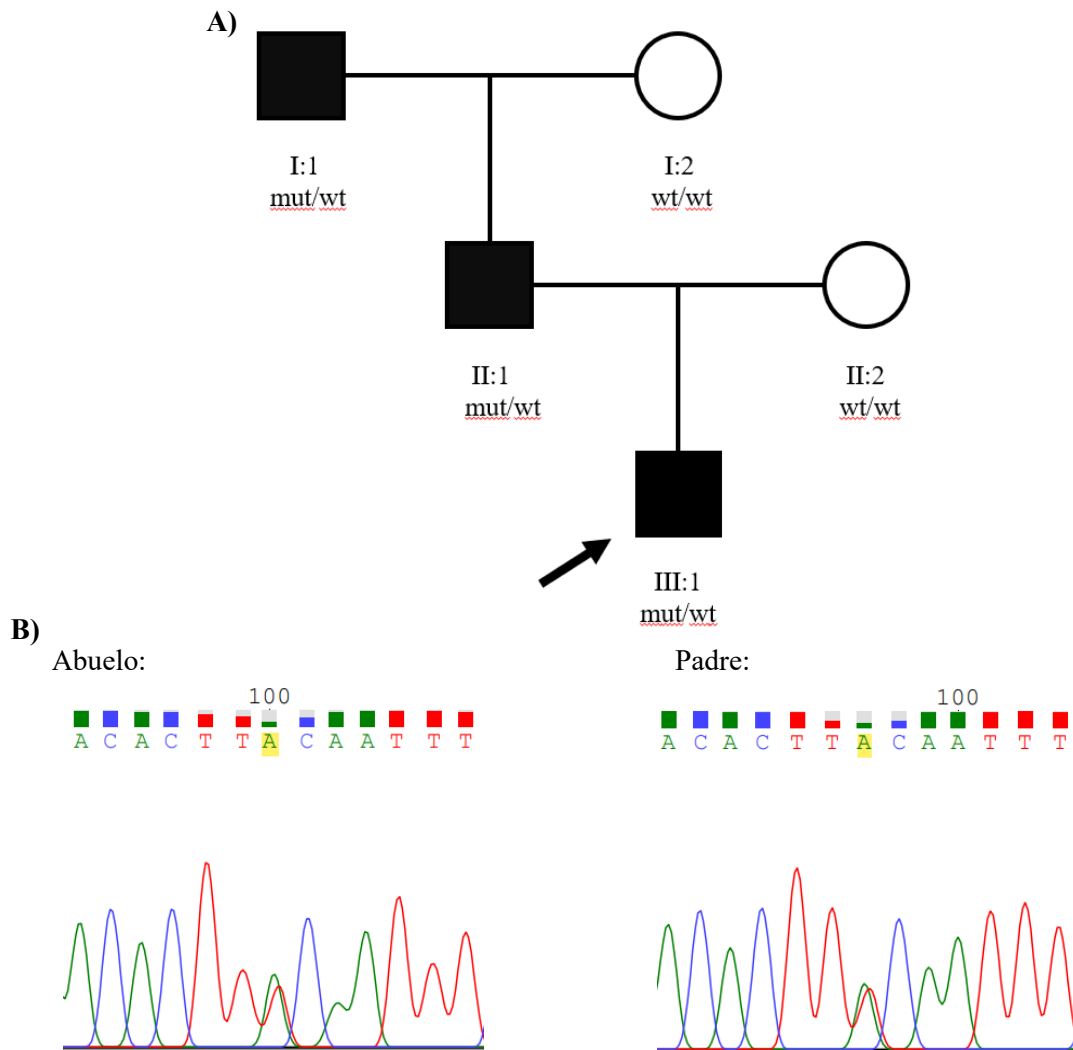 A)
I:1
mut/wt
I:2
wt/wt
II:1
mut/wt
II:2
wt/wt
III:1
mut/wt
B)
Abuelo:
Padre:
100
A C A C T T A C A A T T T
100
A C A C T T A C A A T T T